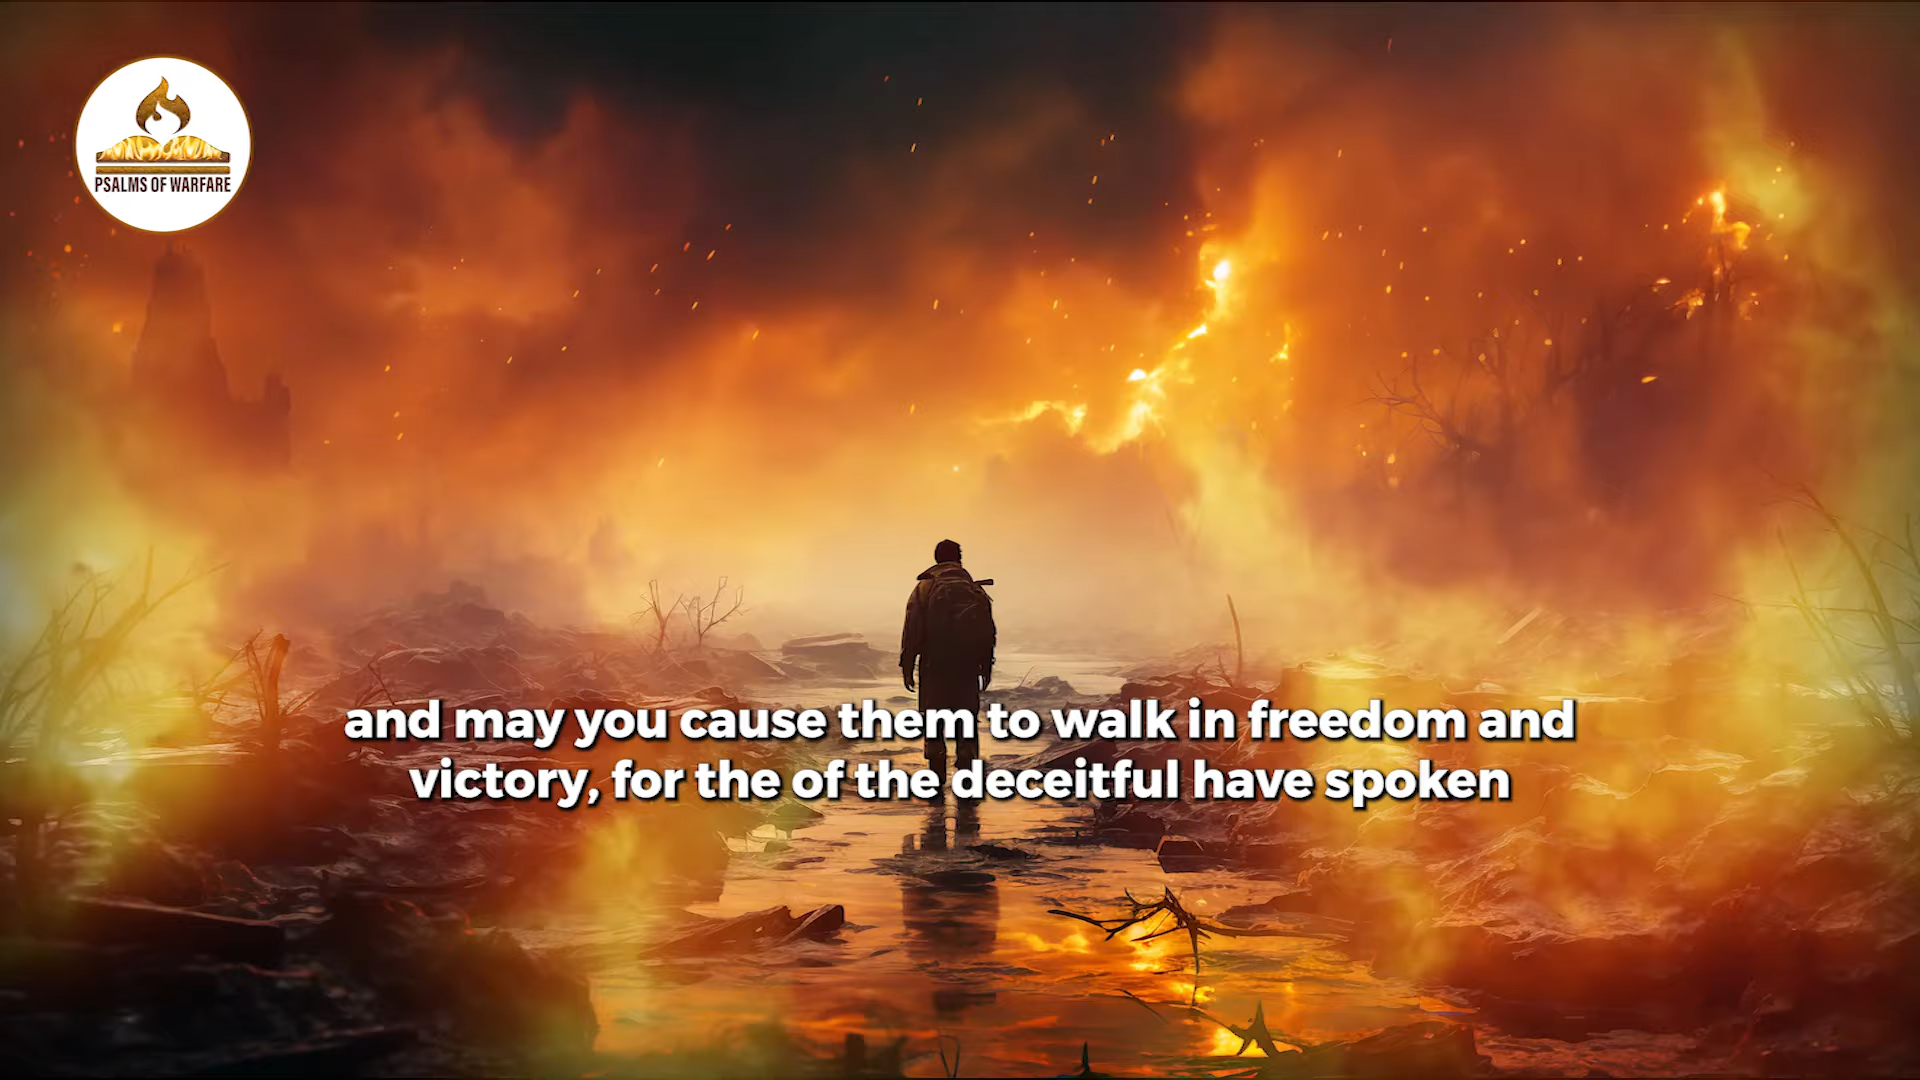 PSALMS OF WARFARE
and may you cause them to walk in freedom and
victory, for the of the deceitful have spoken